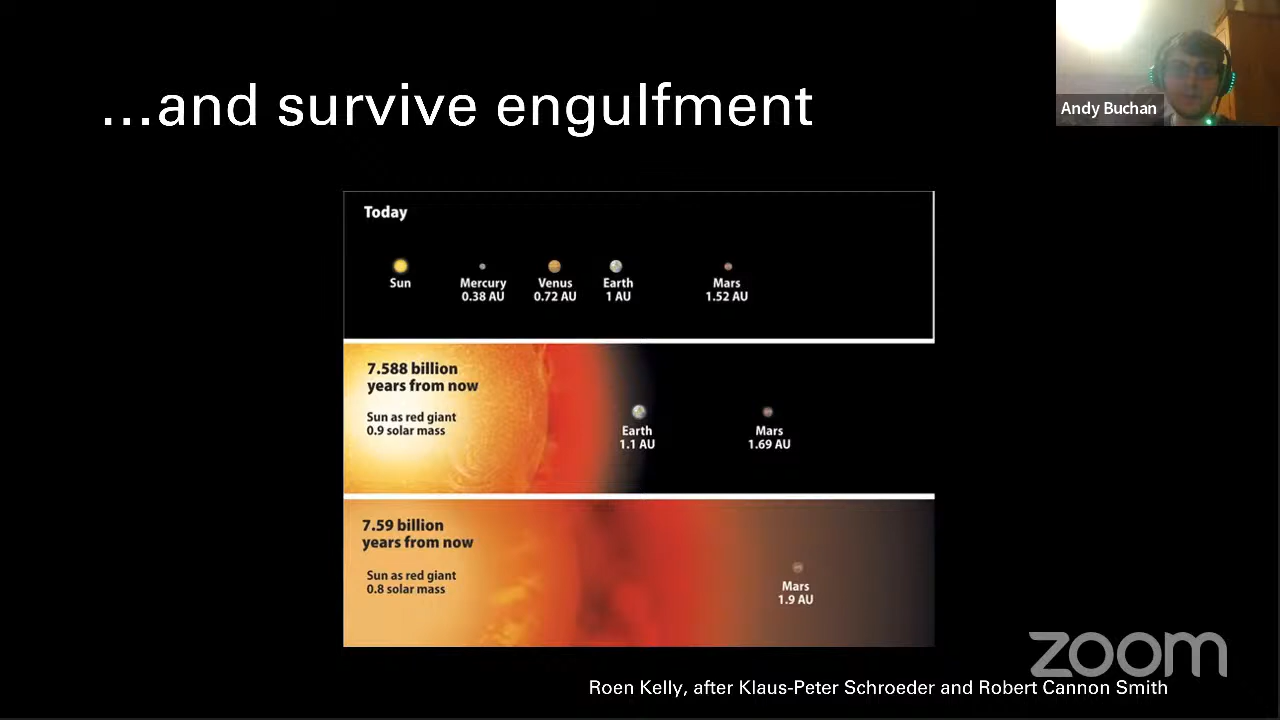 ...and survive engulfment
Andy Buchan
Today
Sun
Mercury
0.38 AU
Venus
0.72 AU
Earth
1 AU
Mars
1.52 AU
7.588 billion
years from now
Sun as red giant
0.9 solar mass
Earth
1.1 AU
Mars
1.69 AU
7.59 billion
years from now
Sun as red giant
0.8 solar mass
Mars
1.9 AU
zoom
Roen Kelly, after Klaus-Peter Schroeder and Robert Cannon Smith